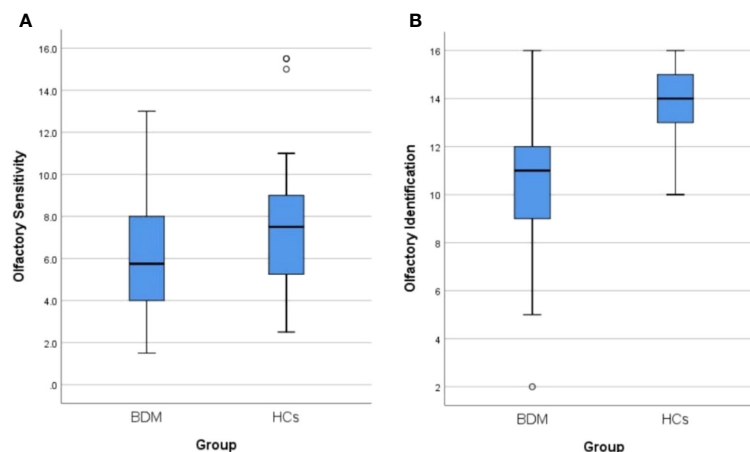 A
Olfactory Sensitivity
16.0
14.0
12.0
10.0
8.0
6.0
4.0
2.0
.0
BDM HCs
Group
B
Olfactory Identification
16
14
12
10
8
6
4
2
BDM HCs
Group